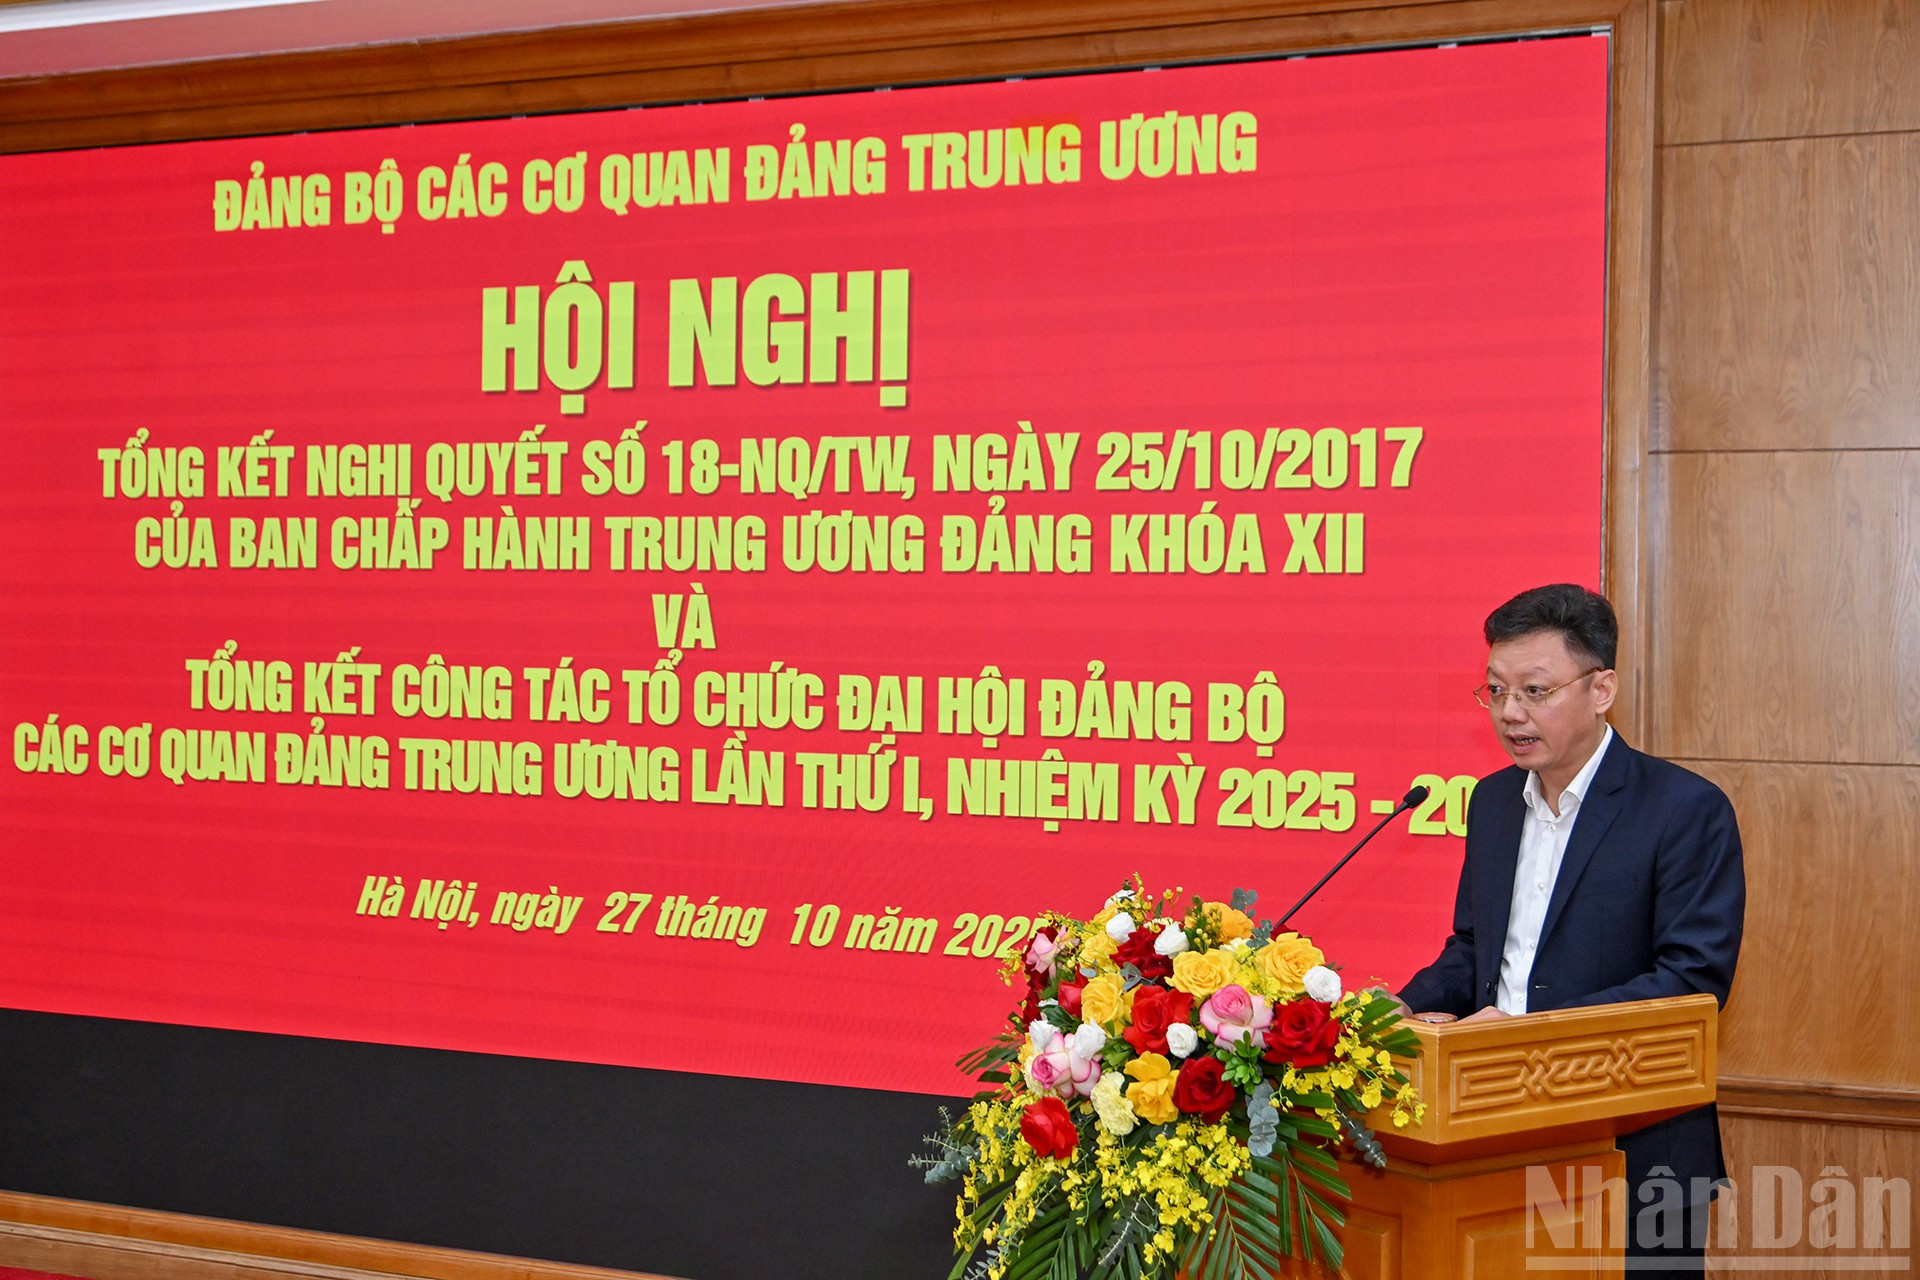 ĐẢNG BỘ CÁC CƠ QUAN ĐẢNG TRUNG ƯƠNG
HỘI NGHỊ
TỔNG KẾT NGHỊ QUYẾT SỐ 18-NQ/TW, NGÀY 25/10/2017
CỦA BAN CHẤP HÀNH TRUNG ƯƠNG ĐẢNG KHÓA XII
VÀ
TỔNG KẾT CÔNG TÁC TỔ CHỨC ĐẠI HỘI ĐẢNG BỘ
CÁC CƠ QUAN ĐẢNG TRUNG ƯƠNG LẦN THỨ I, NHIỆM KỲ 2025 - 20
Hà Nội, ngày 27 tháng 10 năm 2025
NhânDân